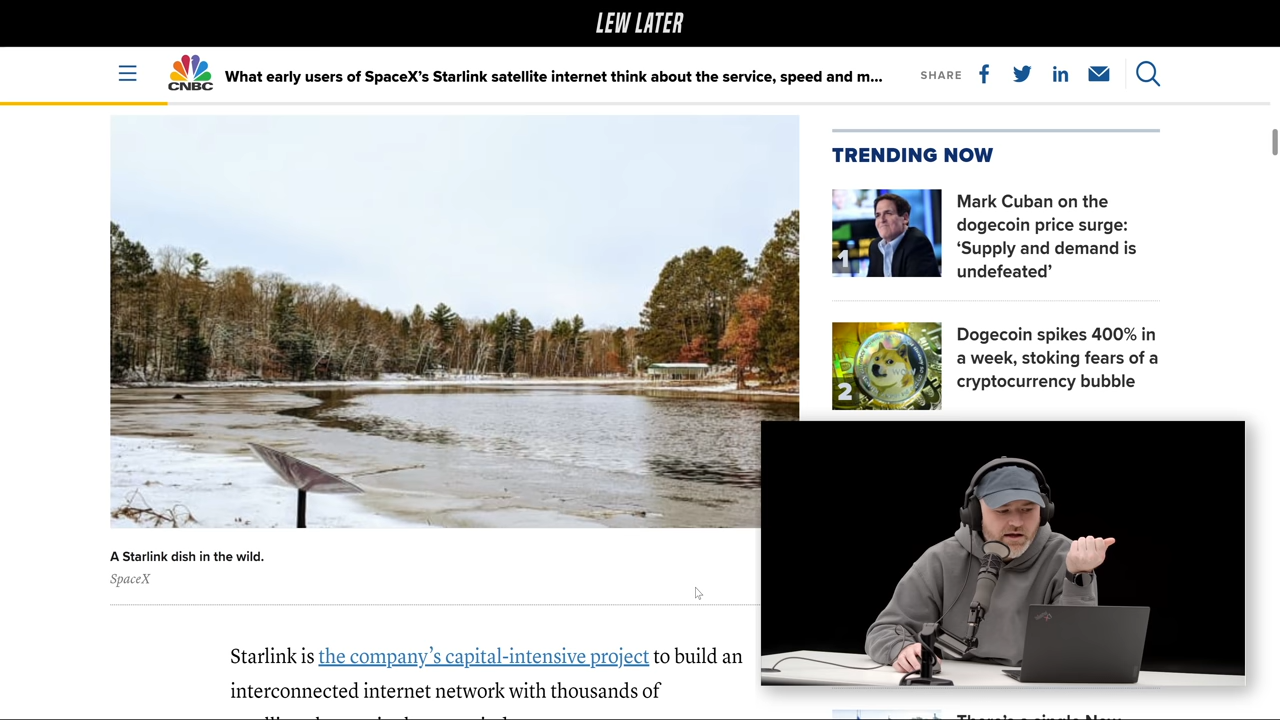 LEW LATER
CNBC
What early users of SpaceX's Starlink satellite internet think about the service, speed and m...
SHARE
TRENDING NOW
1
Mark Cuban on the
dogecoin price surge:
‘Supply and demand is
undefeated’
2
Dogecoin spikes 400% in
a week, stoking fears of a
cryptocurrency bubble
A Starlink dish in the wild.
SpaceX
Starlink is the company’s capital-intensive project to build an
interconnected internet network with thousands of